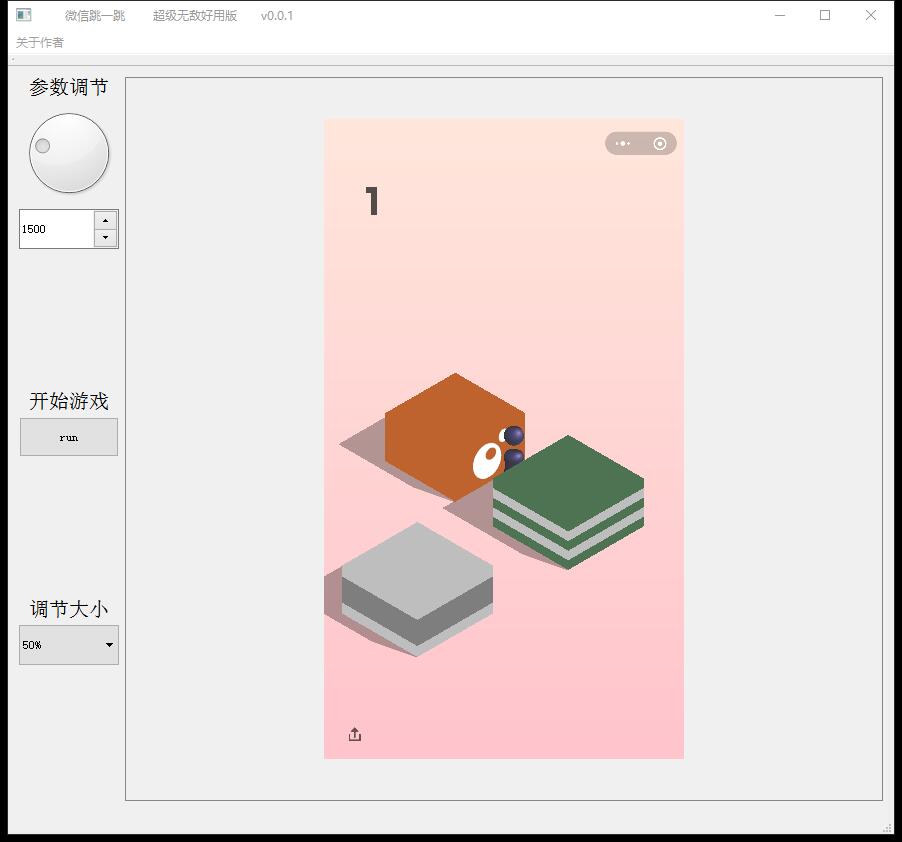 微信跳一跳 超级无敌好用版 v0.0.1
关于作者
参数调节
1500
1
开始游戏
run
调节大小
50%